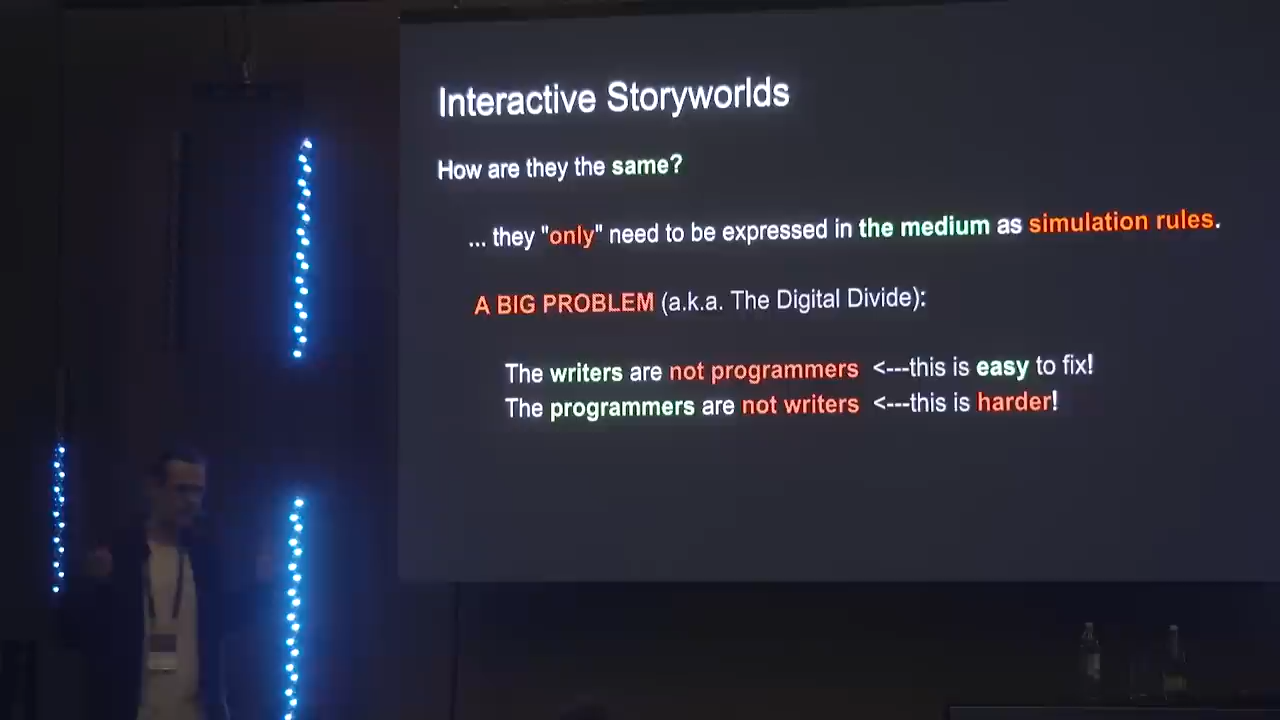 Interactive Storyworlds
How are they the same?
... they "only" need to be expressed in the medium as simulation rules.
A BIG PROBLEM (a.k.a. The Digital Divide):
The writers are not programmers <---this is easy to fix!
The programmers are not writers <---this is harder!